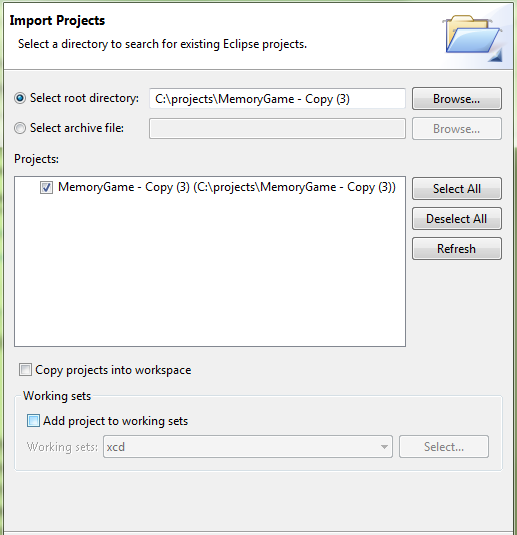 Import Projects
Select a directory to search for existing Eclipse projects.
Select root directory: C:\projects\MemoryGame - Copy (3) Browse...
Select archive file: Browse...
Projects:
MemoryGame - Copy (3) (C:\projects\MemoryGame - Copy (3)) Select All
Deselect All
Refresh
Copy projects into workspace
Working sets
Add project to working sets
Working sets: xcd Select...